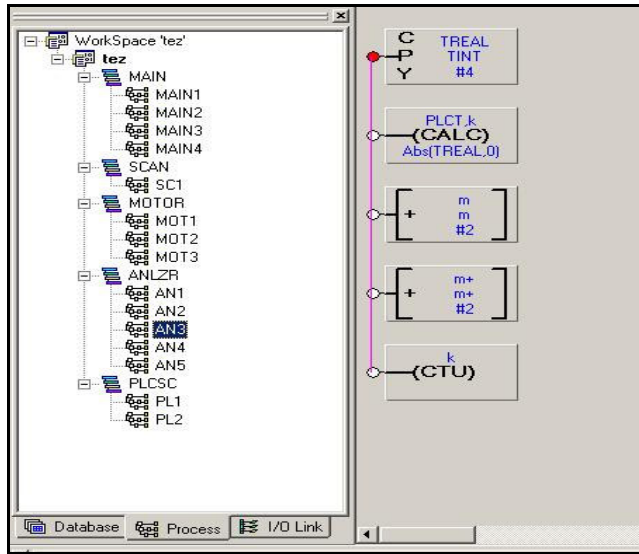 WorkSpace 'tez'
tez
MAIN
MAIN1
MAIN2
MAIN3
MAIN4
SCAN
SC1
MOTOR
MOT1
MOT2
MOT3
ANLZR
AN1
AN2
AN3
AN4
AN5
PLCSC
PL1
PL2
Database Process I/O Link
C TREAL
P TINT
Y #4
PLCT,k
(CALC)
Abs(TREAL,0)
m
+ m
#2
m+
+ m+
#2
k
(CTU)